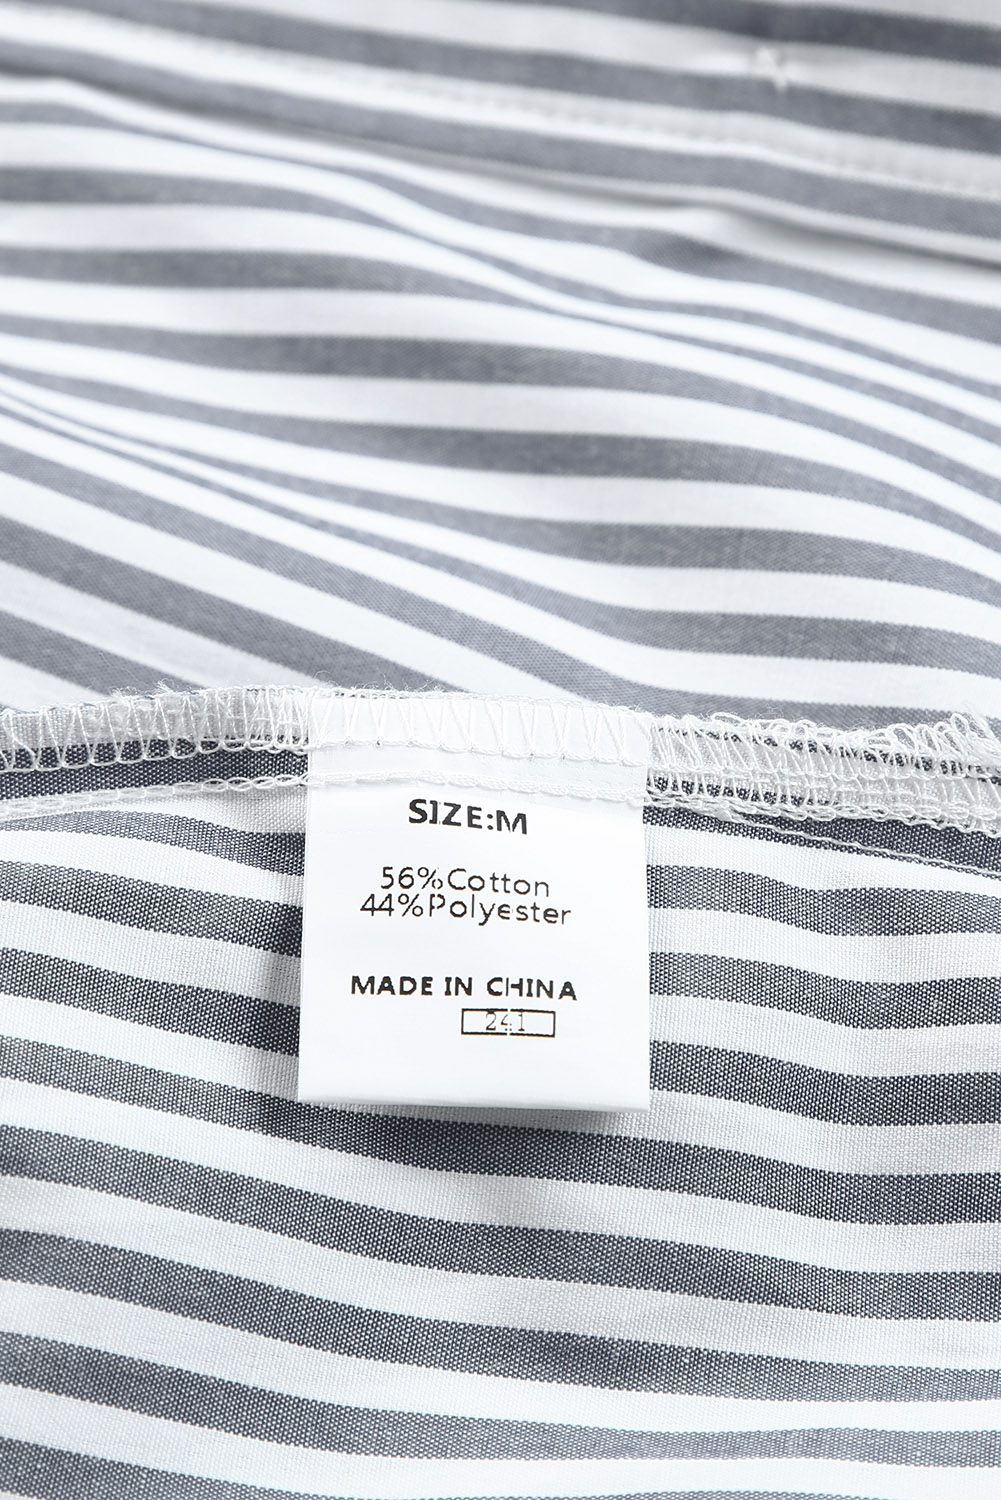 SIZE:M
56%Cotton
44%Polyester
MADE IN CHINA
241